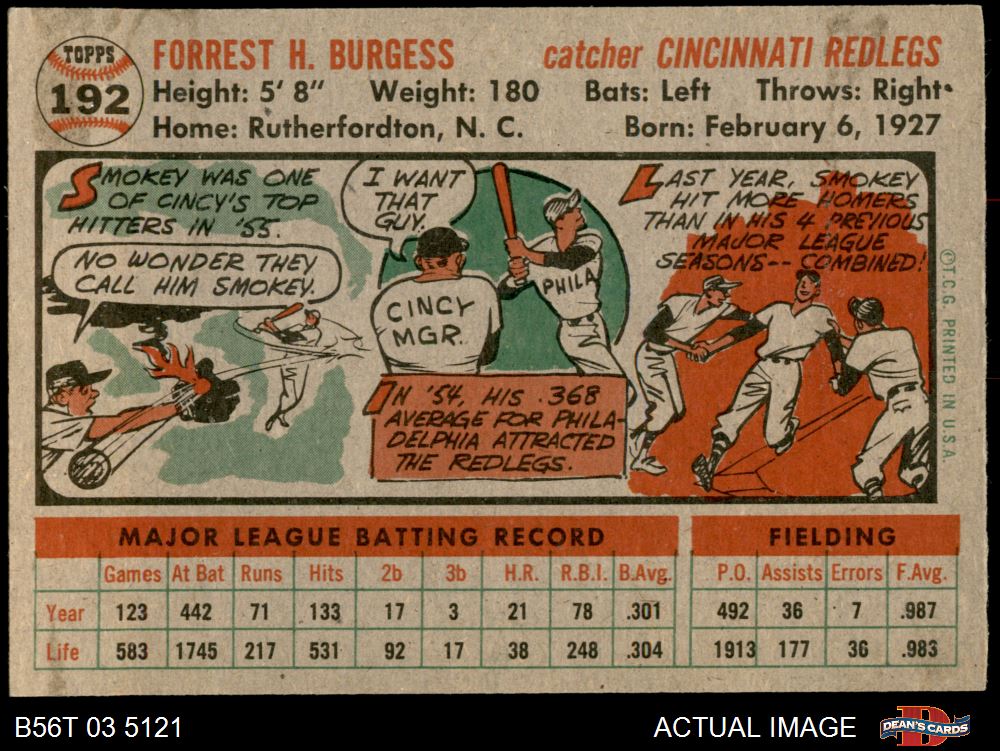 TOPPS
192
FORREST H. BURGESS catcher CINCINNATI REDLEGS
Height: 5' 8" Weight: 180 Bats: Left Throws: Right
Home: Rutherfordton, N. C. Born: February 6, 1927
SMOKEY WAS ONE
OF CINCY'S TOP
HITTERS IN '55.
NO WONDER THEY
CALL HIM SMOKEY.
I WANT
THAT
GUY.
CINCY
MGR.
PHILA
IN '54, HIS .368
AVERAGE FOR PHILA-
DELPHIA ATTRACTED
THE REDLEGS.
LAST YEAR, SMOKEY
HIT MORE HOMERS
THAN IN HIS 4 PREVIOUS
MAJOR LEAGUE
SEASONS-- COMBINED!
©T.C.G. PRINTED IN U.S.A.
MAJOR LEAGUE BATTING RECORD FIELDING
Games At Bat Runs Hits 2b 3b H.R. R.B.I. B.Avg. P.O. Assists Errors F.Avg.
Year 123 442 71 133 17 3 21 78 .301 492 36 7 .987
Life 583 1745 217 531 92 17 38 248 .304 1913 177 36 .983
B56T 03 5121 ACTUAL IMAGE DEAN'S CARDS